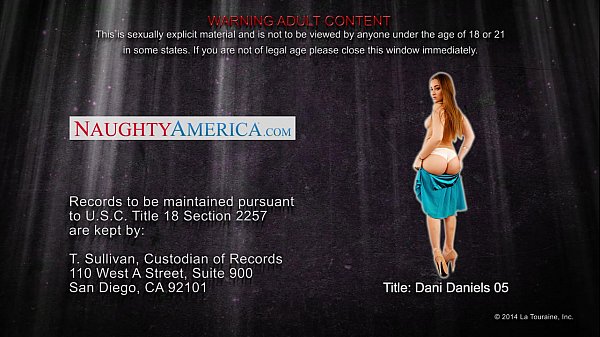 WARNING ADULT CONTENT
This is sexually explicit material and is not to be viewed by anyone under the age of 18 or 21
in some states. If you are not of legal age please close this window immediately.
NAUGHTYAMERICA.COM
Records to be maintained pursuant
to U.S.C. Title 18 Section 2257
are kept by:
T. Sullivan, Custodian of Records
110 West A Street, Suite 900
San Diego, CA 92101
Title: Dani Daniels 05
© 2014 La Touraine, Inc.